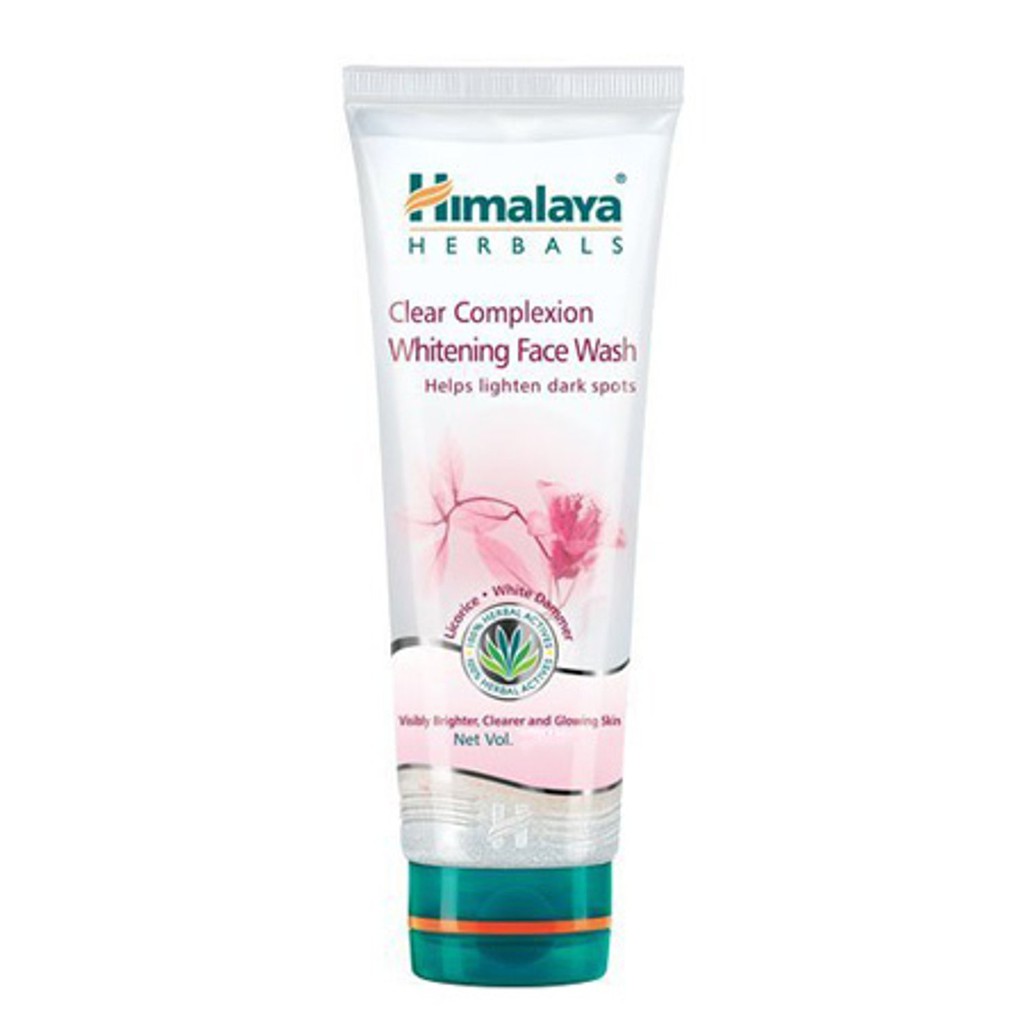 Himalaya®
HERBALS
Clear Complexion
Whitening Face Wash
Helps lighten dark spots
Licorice • White Dammer
100% HERBAL ACTIVES
100% HERBAL ACTIVES
Visibly Brighter, Clearer and Glowing Skin
Net Vol.
H